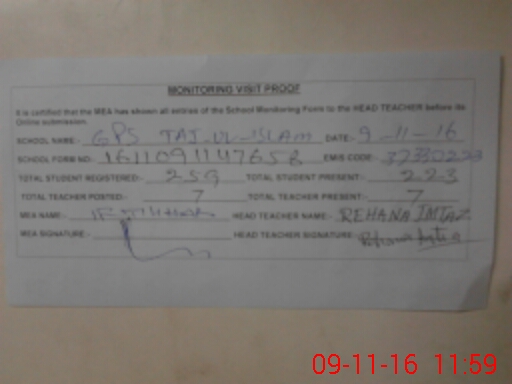 MONITORING VISIT PROOF
It is certified that the MEA has shown all entries of the School Monitoring Form to the HEAD TEACHER before its
Online submission.
SCHOOL NAME:- GPS TAJ-UL-ISLAM DATE:- 9-11-16
SCHOOL FORM NO:- EMIS CODE:-
TOTAL STUDENT REGISTERED:- 259 TOTAL STUDENT PRESENT:- 223
TOTAL TEACHER POSTED:- 7 TOTAL TEACHER PRESENT:- 7
MEA NAME:- HEAD TEACHER NAME:- REHANA IMTAZ
MEA SIGNATURE:- HEAD TEACHER SIGNATURE:-
09-11-16 11:59